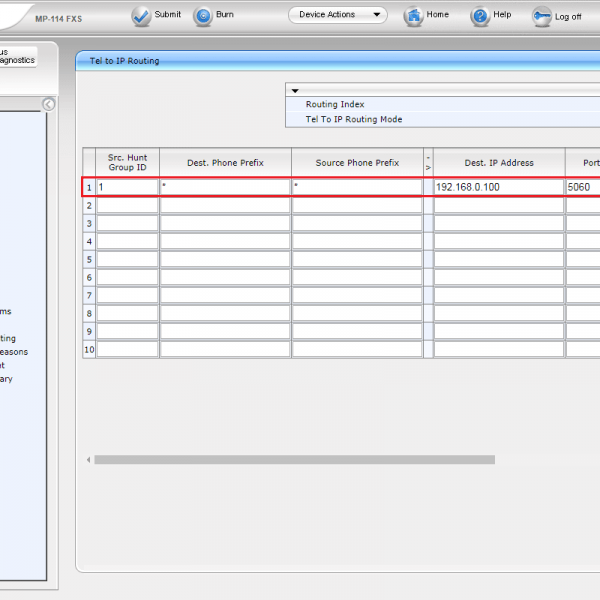 MP-114 FXS
Submit
Burn
Device Actions
Home
Help
Log off
us
agnostics
Tel to IP Routing
Routing Index
Tel To IP Routing Mode
Src. Hunt Group ID
Dest. Phone Prefix
Source Phone Prefix
->
Dest. IP Address
Port
1 1 * * 192.168.0.100 5060
2
3
4
5
6
7
8
9
10
ms
ting
easons
t
ary